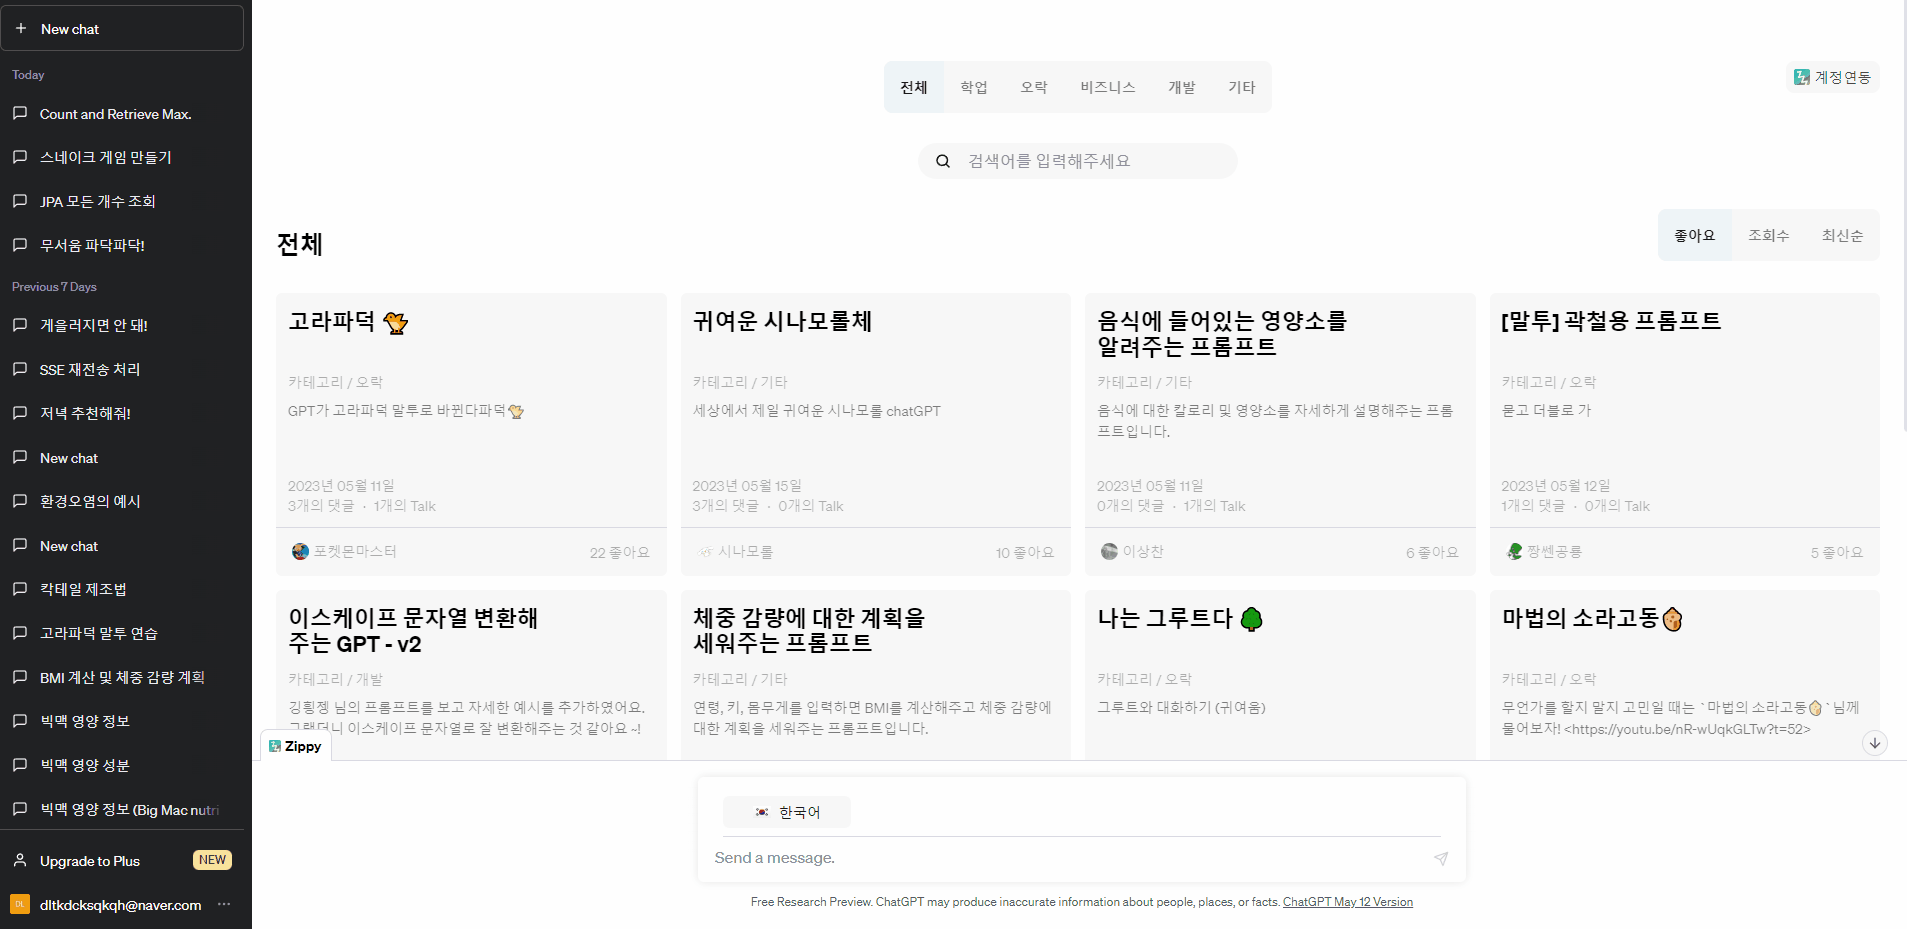 New chat
Today
Count and Retrieve Max.
스네이크 게임 만들기
JPA 모든 개수 조회
무서움 파닥파닥!
Previous 7 Days
게을러지면 안 돼!
SSE 재전송 처리
저녁 추천해줘!
New chat
환경오염의 예시
New chat
칵테일 제조법
고라파덕 말투 연습
BMI 계산 및 체중 감량 계획
빅맥 영양 정보
빅맥 영양 성분
빅맥 영양 정보 (Big Mac nutri
Upgrade to Plus
NEW
DL
dltkdcksqkqh@naver.com
전체 학업 오락 비즈니스 개발 기타
계정연동
검색어를 입력해주세요
전체
좋아요 조회수 최신순
고라파덕
카테고리 / 오락
GPT가 고라파덕 말투로 바뀐다파덕
2023년 05월 11일
3개의 댓글 · 1개의 Talk
포켓몬마스터
22 좋아요
귀여운 시나모롤체
카테고리 / 기타
세상에서 제일 귀여운 시나모롤 chatGPT
2023년 05월 15일
3개의 댓글 · 0개의 Talk
시나모롤
10 좋아요
음식에 들어있는 영양소를
알려주는 프롬프트
카테고리 / 기타
음식에 대한 칼로리 및 영양소를 자세하게 설명해주는 프롬
프트입니다.
2023년 05월 11일
0개의 댓글 · 1개의 Talk
이상찬
6 좋아요
[말투] 곽철용 프롬프트
카테고리 / 오락
묻고 더블로 가
2023년 05월 12일
1개의 댓글 · 0개의 Talk
짱쎈공룡
5 좋아요
이스케이프 문자열 변환해
주는 GPT - v2
카테고리 / 개발
깅휭젱 님의 프롬프트를 보고 자세한 예시를 추가하였어요.
그랬더니 이스케이프 문자열로 잘 변환해주는 것 같아요 ~!
체중 감량에 대한 계획을
세워주는 프롬프트
카테고리 / 기타
연령, 키, 몸무게를 입력하면 BMI를 계산해주고 체중 감량에
대한 계획을 세워주는 프롬프트입니다.
나는 그루트다
카테고리 / 오락
그루트와 대화하기 (귀여움)
마법의 소라고동
카테고리 / 오락
무언가를 할지 말지 고민일 때는 `마법의 소라고동`님께
물어보자! <https://youtu.be/nR-wUqkGLTw?t=52>
Zippy
한국어
Send a message.
Free Research Preview. ChatGPT may produce inaccurate information about people, places, or facts. ChatGPT May 12 Version